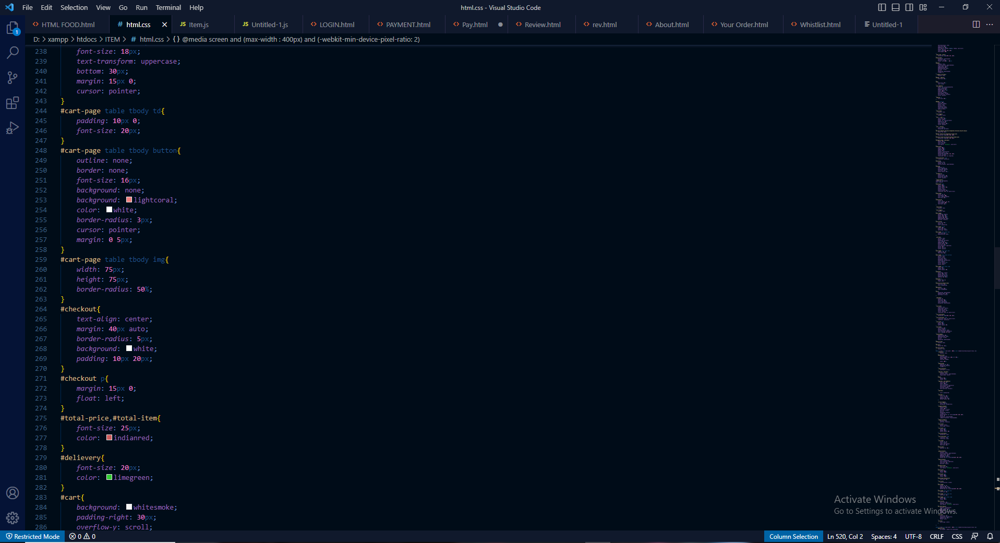 File Edit Selection View Go Run Terminal Help
html.css - Visual Studio Code
HTML FOOD.html # html.css JS Item.js JS Untitled-1.js LOGIN.html PAYMENT.html Pay.html Review.html rev.html About.html Your Order.html Whistlist.html Untitled-1
D: > xampp > htdocs > ITEM > # html.css > {} @media screen and (max-width : 400px) and (-webkit-min-device-pixel-ratio: 2)
1
238 font-size: 18px;
239 text-transform: uppercase;
240 bottom: 30px;
241 margin: 15px 0;
242 cursor: pointer;
243 }
244 #cart-page table tbody td{
245 padding: 10px 0;
246 font-size: 20px;
247 }
248 #cart-page table tbody button{
249 outline: none;
250 border: none;
251 font-size: 16px;
252 background: none;
253 background: lightcoral;
254 color: white;
255 border-radius: 3px;
256 cursor: pointer;
257 margin: 0 5px;
258 }
259 #cart-page table tbody img{
260 width: 75px;
261 height: 75px;
262 border-radius: 50%;
263 }
264 #checkout{
265 text-align: center;
266 margin: 40px auto;
267 border-radius: 5px;
268 background: white;
269 padding: 10px 20px;
270 }
271 #checkout p{
272 margin: 15px 0;
273 float: left;
274 }
275 #total-price,#total-item{
276 font-size: 25px;
277 color: indianred;
278 }
279 #delievery{
280 font-size: 20px;
281 color: limegreen;
282 }
283 #cart{
284 background: whitesmoke;
285 padding-right: 30px;
286 overflow-y: scroll;
Activate Windows
Go to Settings to activate Windows.
Restricted Mode 0 0 Column Selection Ln 520, Col 2 Spaces: 4 UTF-8 CRLF CSS